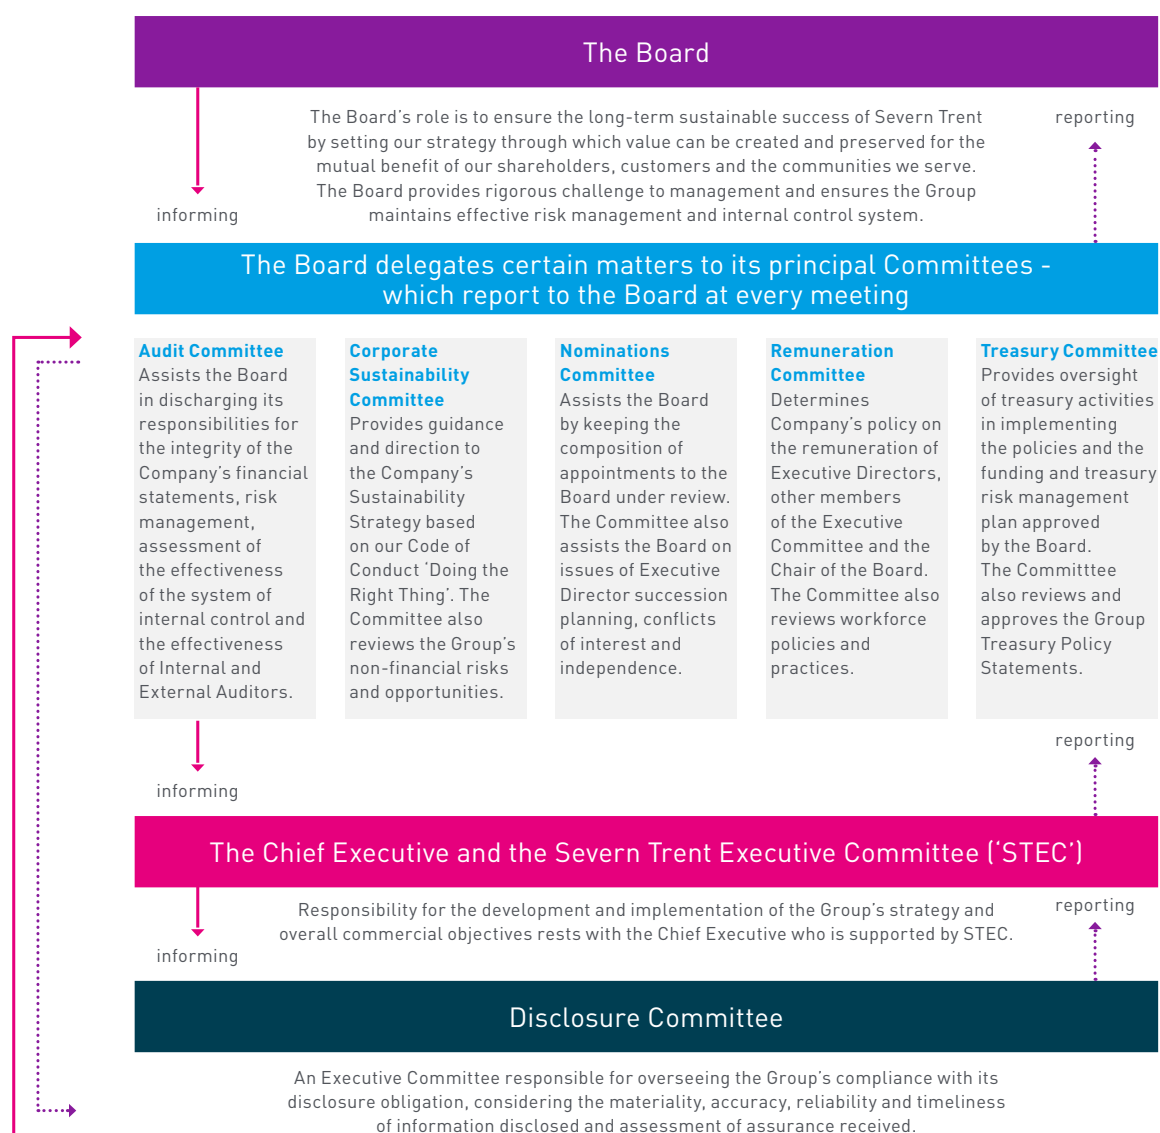 The Board
The Board's role is to ensure the long-term sustainable success of Severn Trent
by setting our strategy through which value can be created and preserved for the
mutual benefit of our shareholders, customers and the communities we serve.
The Board provides rigorous challenge to management and ensures the Group
maintains effective risk management and internal control system.
reporting
informing
The Board delegates certain matters to its principal Committees -
which report to the Board at every meeting
Audit Committee
Assists the Board
in discharging its
responsibilities for
the integrity of the
Company's financial
statements, risk
management,
assessment of
the effectiveness
of the system of
internal control and
the effectiveness
of Internal and
External Auditors.
Corporate
Sustainability
Committee
Provides guidance
and direction to
the Company's
Sustainability
Strategy based
on our Code of
Conduct 'Doing the
Right Thing'. The
Committee also
reviews the Group's
non-financial risks
and opportunities.
Nominations
Committee
Assists the Board
by keeping the
composition of
appointments to the
Board under review.
The Committee also
assists the Board on
issues of Executive
Director succession
planning, conflicts
of interest and
independence.
Remuneration
Committee
Determines
Company's policy on
the remuneration of
Executive Directors,
other members
of the Executive
Committee and the
Chair of the Board.
The Committee also
reviews workforce
policies and
practices.
Treasury Committee
Provides oversight
of treasury activities
in implementing
the policies and the
funding and treasury
risk management
plan approved
by the Board.
The Committtee
also reviews and
approves the Group
Treasury Policy
Statements.
reporting
informing
The Chief Executive and the Severn Trent Executive Committee ('STEC')
Responsibility for the development and implementation of the Group's strategy and
overall commercial objectives rests with the Chief Executive who is supported by STEC.
reporting
informing
Disclosure Committee
An Executive Committee responsible for overseeing the Group's compliance with its
disclosure obligation, considering the materiality, accuracy, reliability and timeliness
of information disclosed and assessment of assurance received.